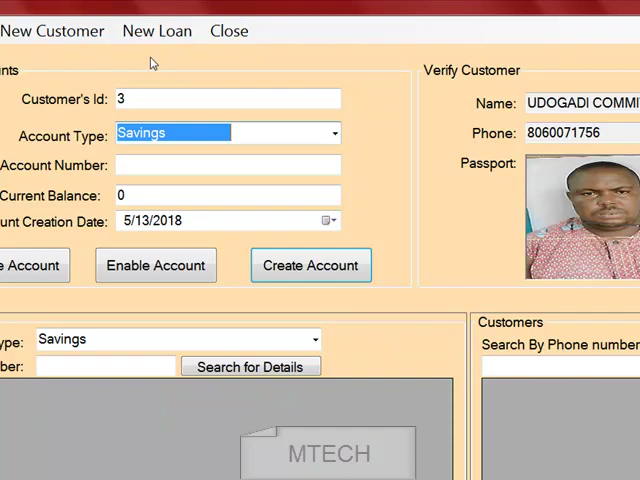 New Customer New Loan Close
nts
Customer's Id: 3
Account Type: Savings
Account Number:
Current Balance: 0
unt Creation Date: 5/13/2018
e Account Enable Account Create Account
Verify Customer
Name: UDOGADI COMMI
Phone: 8060071756
Passport:
ype: Savings
ber: Search for Details
MTECH
Customers
Search By Phone number